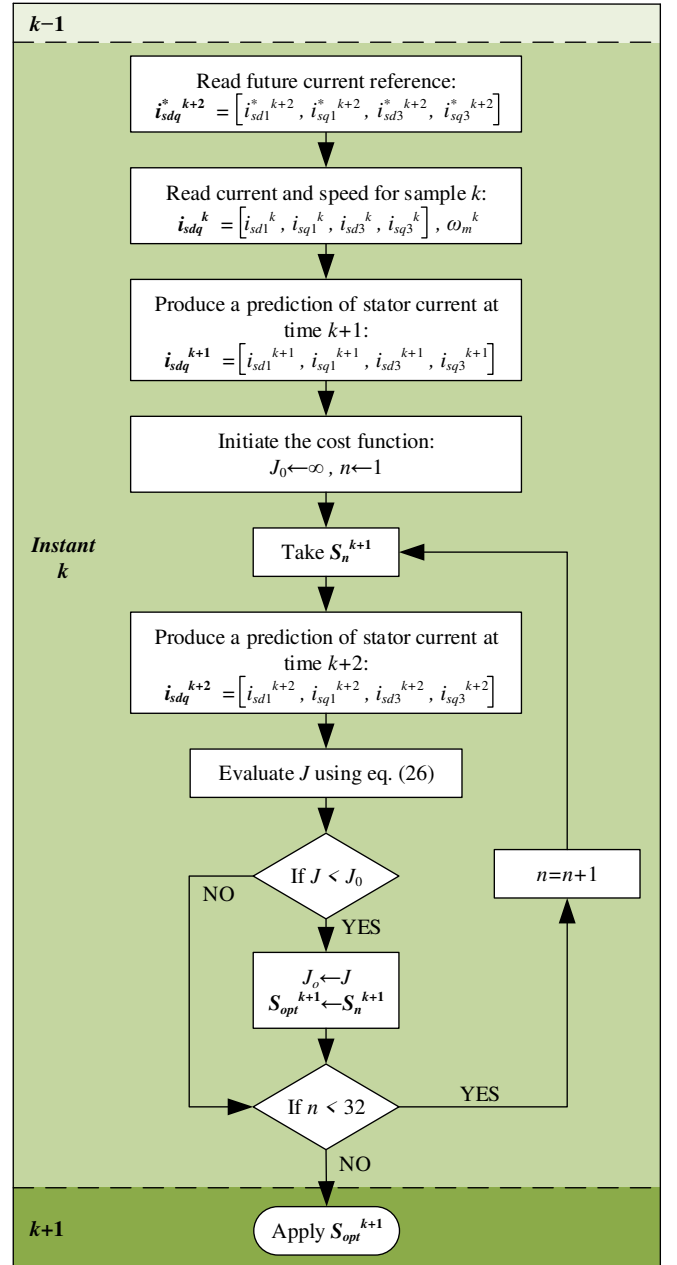 k−1
Read future current reference:
i*sdq^k+2 = [i*sd1^k+2 , i*sq1^k+2 , i*sd3^k+2 , i*sq3^k+2]
Read current and speed for sample k:
isdq^k = [isd1^k , isq1^k , isd3^k , isq3^k] , ωm^k
Produce a prediction of stator current at
time k+1:
isdq^k+1 = [isd1^k+1 , isq1^k+1 , isd3^k+1 , isq3^k+1]
Initiate the cost function:
J0←∞ , n←1
Instant
k
Take Sn^k+1
Produce a prediction of stator current at
time k+2:
isdq^k+2 = [isd1^k+2 , isq1^k+2 , isd3^k+2 , isq3^k+2]
Evaluate J using eq. (26)
If J < J0
NO
YES
n=n+1
Jo←J
Sopt^k+1←Sn^k+1
If n < 32
YES
NO
k+1
Apply Sopt^k+1